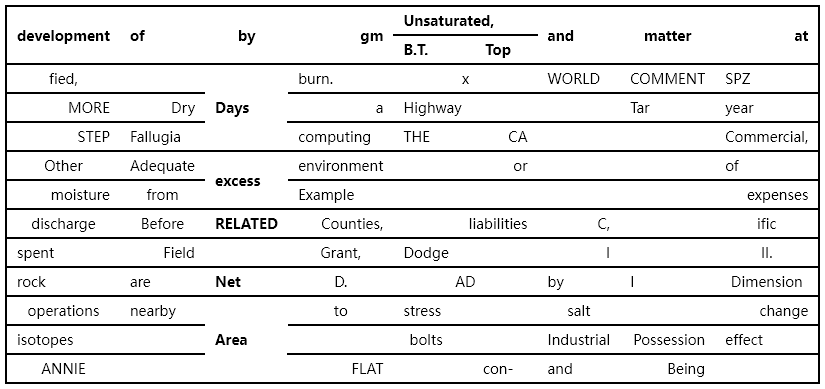 Unsaturated,
development of by gm and matter at
B.T. Top
fied, burn. x WORLD COMMENT SPZ
MORE Dry Days a Highway Tar year
STEP Fallugia computing THE CA Commercial,
Other Adequate environment or of
excess
moisture from Example expenses
discharge Before RELATED Counties, liabilities C, ific
spent Field Grant, Dodge I II.
rock are Net D. AD by I Dimension
operations nearby to stress salt change
isotopes Area bolts Industrial Possession effect
ANNIE FLAT con- and Being